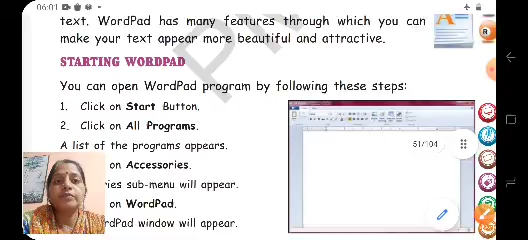 06:01
text. WordPad has many features through which you can
make your text appear more beautiful and attractive.
STARTING WORDPAD
You can open WordPad program by following these steps:
1. Click on Start Button.
2. Click on All Programs.
A list of the programs appears.
on Accessories.
sub-menu will appear.
on WordPad.
window will appear.
51/104